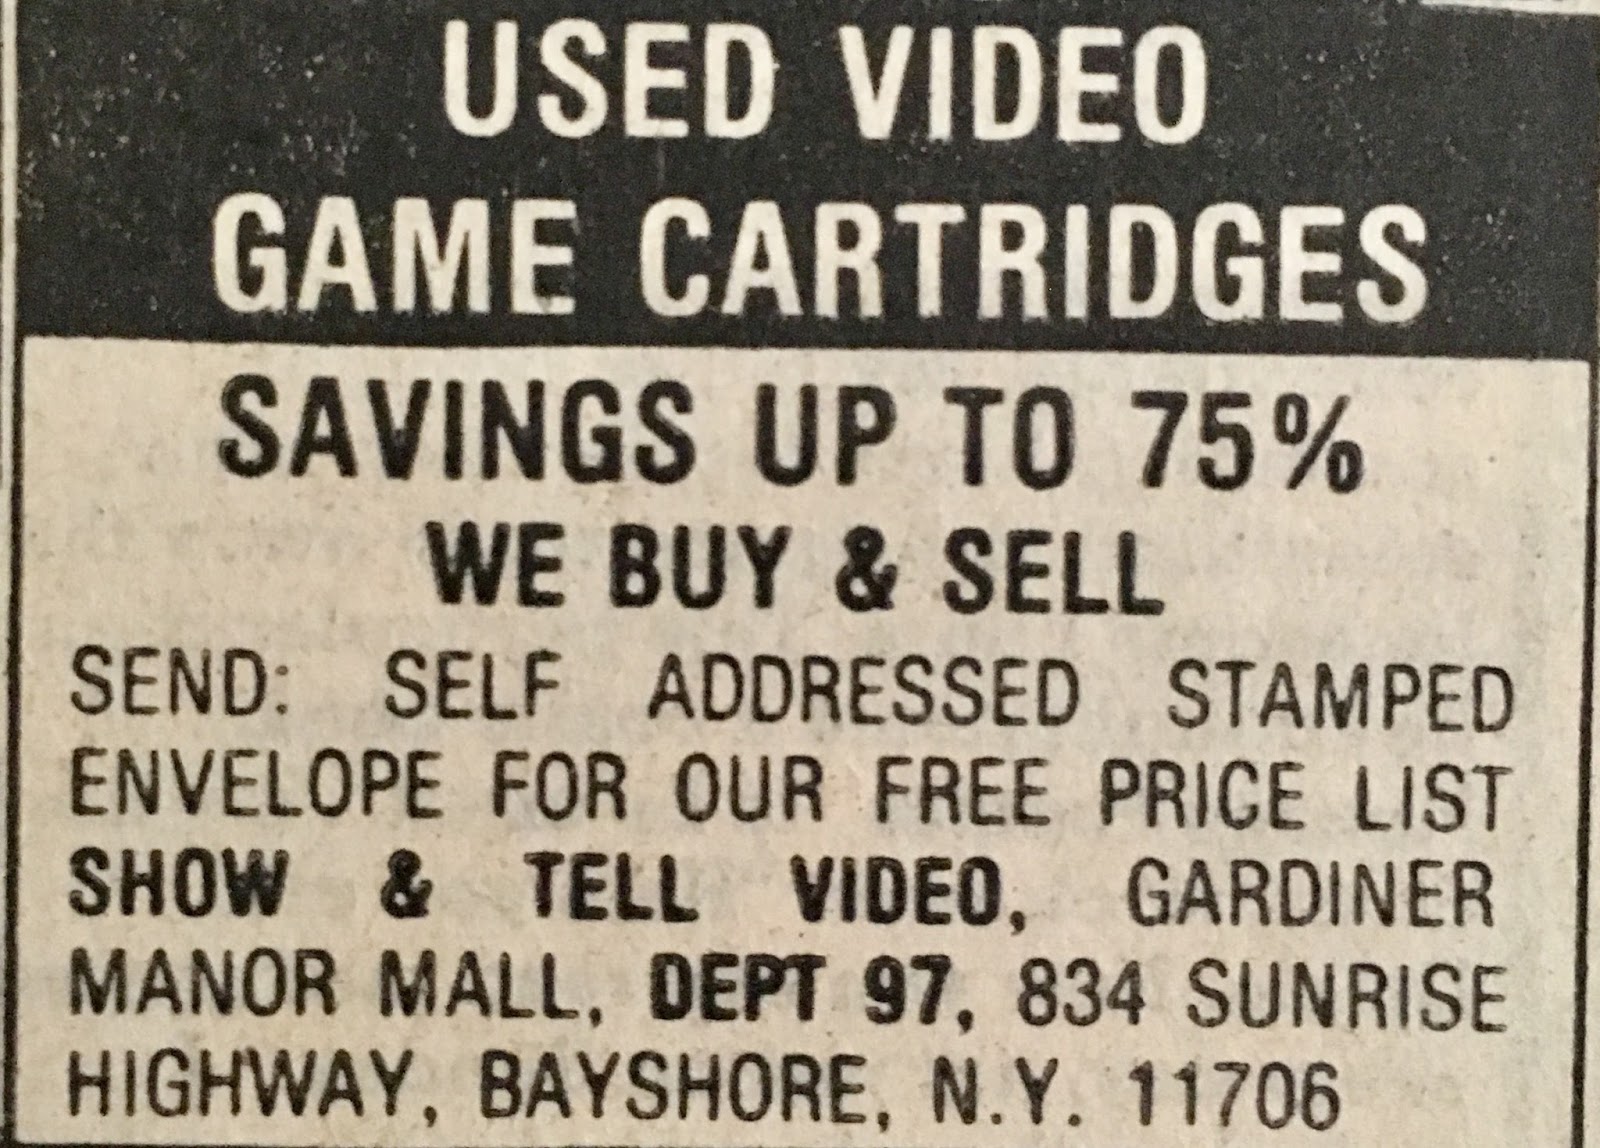 USED VIDEO
GAME CARTRIDGES
SAVINGS UP TO 75%
WE BUY & SELL
SEND: SELF ADDRESSED STAMPED
ENVELOPE FOR OUR FREE PRICE LIST
SHOW & TELL VIDEO, GARDINER
MANOR MALL, DEPT 97, 834 SUNRISE
HIGHWAY, BAYSHORE, N.Y. 11706